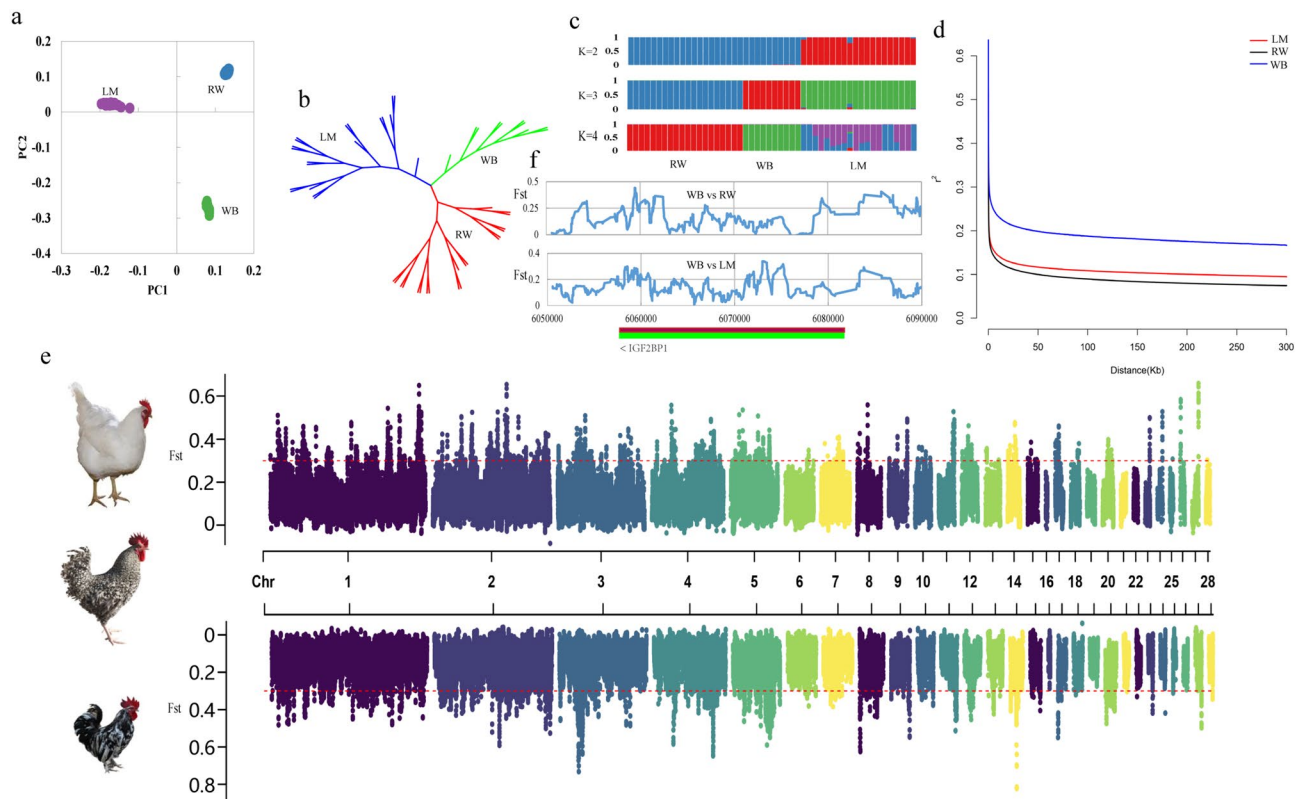 a
0.2
0.1
0
-0.1
-0.2
-0.3
-0.4
PC2
LM
RW
WB
-0.3
-0.2
-0.1
0
0.1
0.2
PC1
b
LM
WB
RW
c
K=2
1
0.5
0
K=3
1
0.5
0
K=4
1
0.5
0
RW
WB
LM
d
LM
RW
WB
0.6
0.5
0.4
0.3
0.2
0.1
0.0
r²
0
50
100
150
200
250
300
Distance(Kb)
f
0.5
Fst
0.25
0
WB vs RW
0.4
Fst
0.2
0
WB vs LM
6050000
6060000
6070000
6080000
6090000
< IGF2BP1
e
0.6
0.4
Fst
0.2
0
Chr 1 2 3 4 5 6 7 8 9 10 12 14 16 18 20 22 25 28
0
0.2
Fst
0.4
0.6
0.8